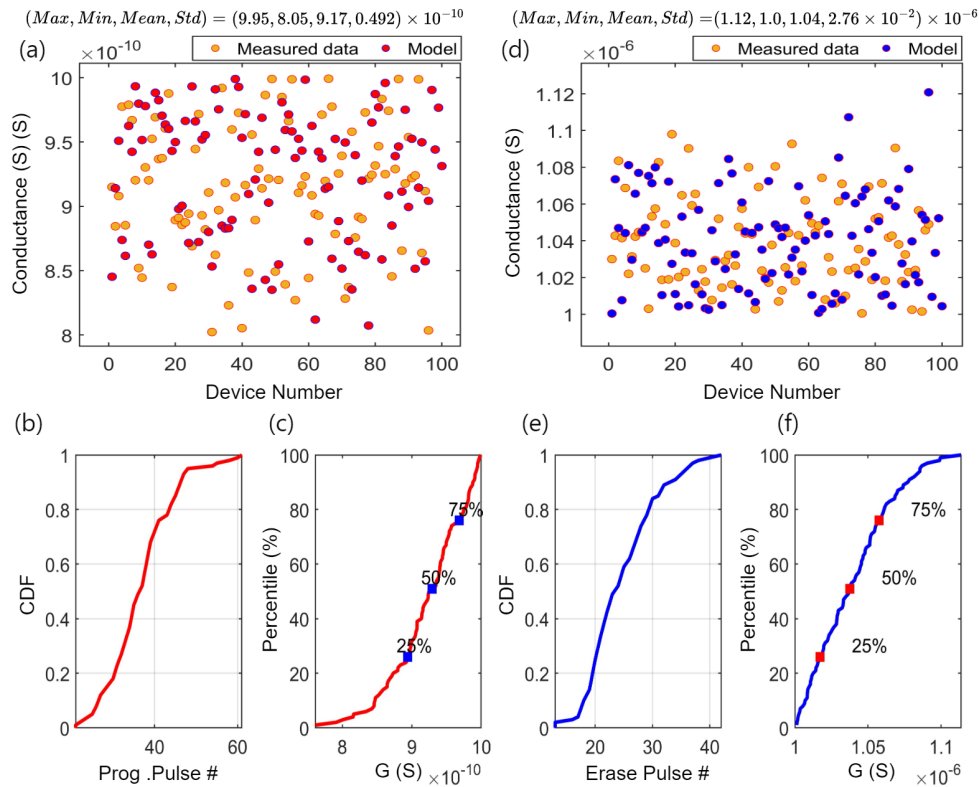 (Max, Min, Mean, Std) = (9.95, 8.05, 9.17, 0.492) × 10⁻¹⁰
(a)
× 10⁻¹⁰
Measured data Model
Conductance (S) (S)
10
9.5
9
8.5
8
0 20 40 60 80 100
Device Number
(Max, Min, Mean, Std) =(1.12, 1.0, 1.04, 2.76 × 10⁻²) × 10⁻⁶
(d)
× 10⁻⁶
Measured data Model
Conductance (S)
1.12
1.1
1.08
1.06
1.04
1.02
1
0 20 40 60 80 100
Device Number
(b)
CDF
1
0.8
0.6
0.4
0.2
0
40 60
Prog .Pulse #
(c)
Percentile (%)
100
80
60
40
20
0
75%
50%
25%
8 9 10
G (S) ×10⁻¹⁰
(e)
CDF
1
0.8
0.6
0.4
0.2
0
20 30 40
Erase Pulse #
(f)
Percentile (%)
100
80
60
40
20
0
75%
50%
25%
1 1.05 1.1
G (S) × 10⁻⁶